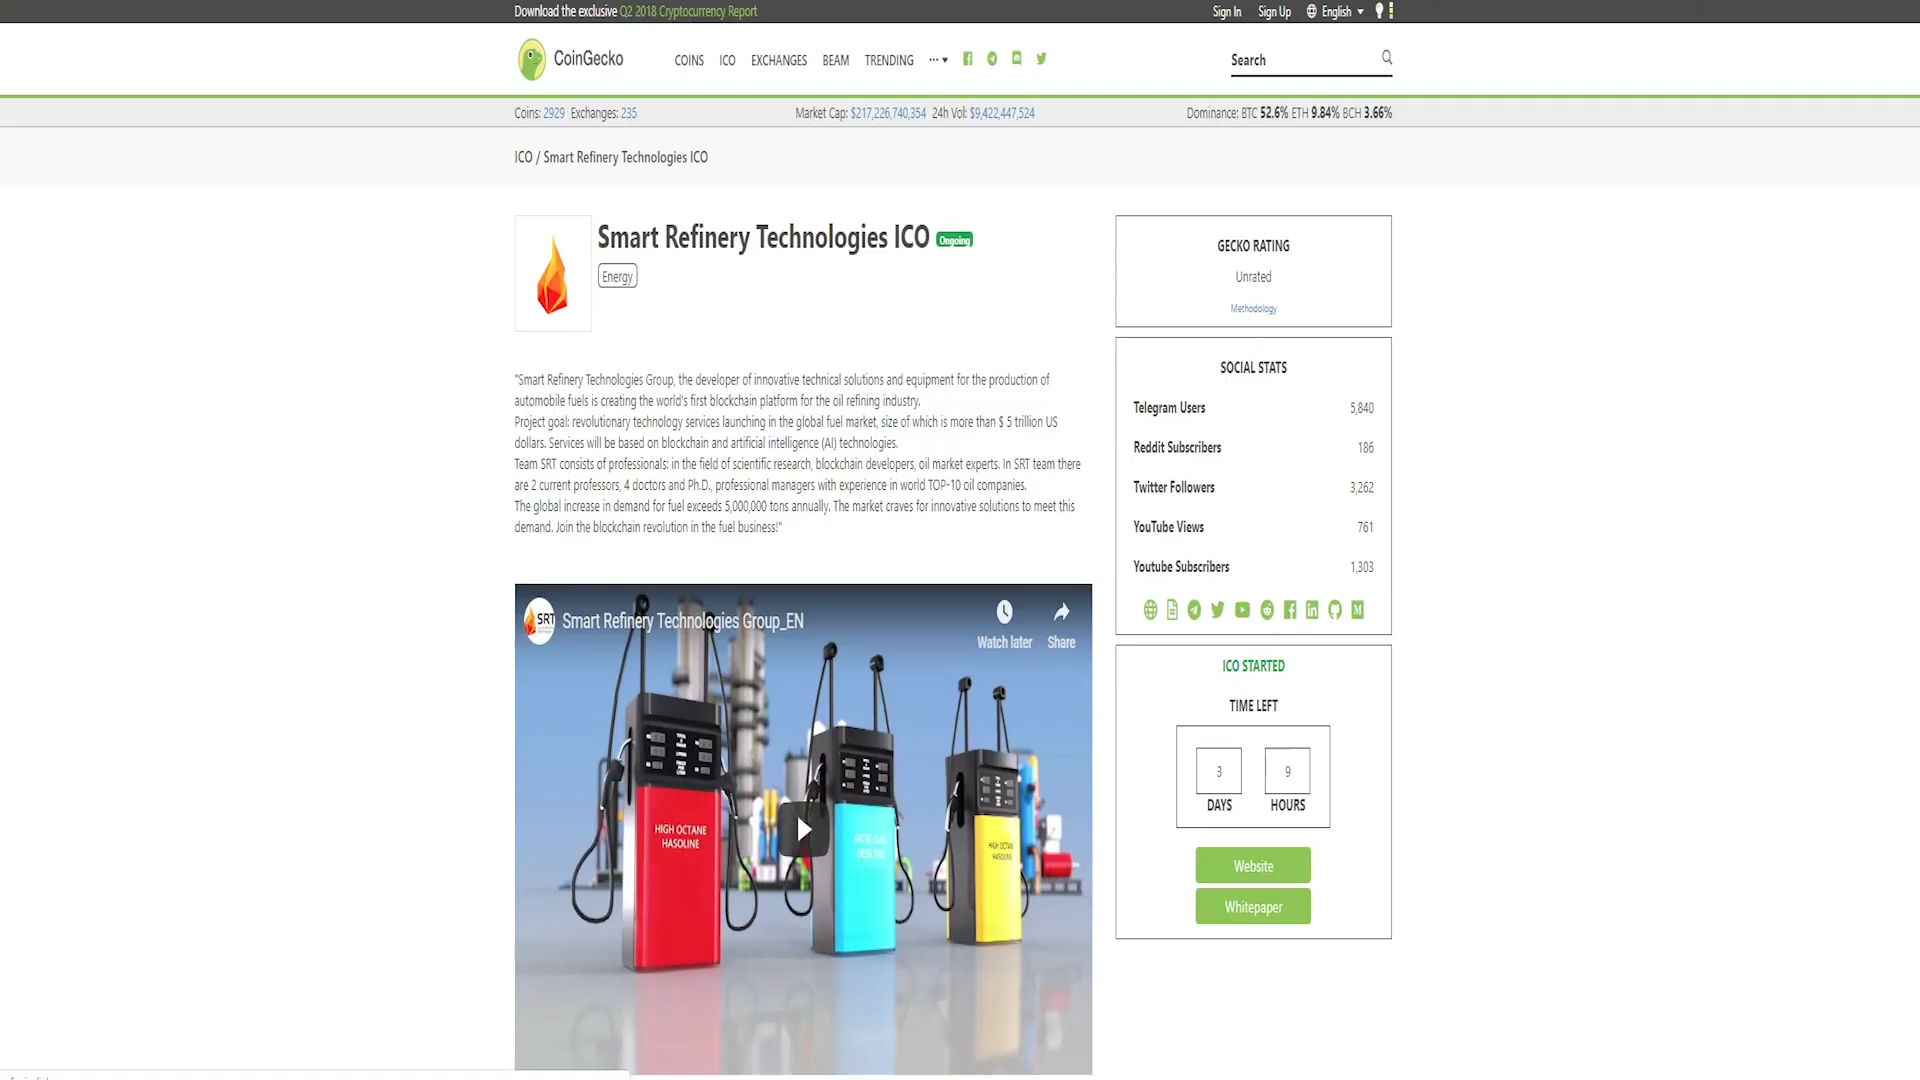 Download the exclusive Q2 2018 Cryptocurrency Report
Sign In Sign Up English
CoinGecko
COINS ICO EXCHANGES BEAM TRENDING ...
Search
Coins: 2929 Exchanges: 235
Market Cap: $217,226,740,354 24h Vol: $9,422,447,524
Dominance: BTC 52.6% ETH 9.84% BCH 3.66%
ICO / Smart Refinery Technologies ICO
Smart Refinery Technologies ICO Ongoing
Energy
"Smart Refinery Technologies Group, the developer of innovative technical solutions and equipment for the production of
automobile fuels is creating the world's first blockchain platform for the oil refining industry.
Project goal: revolutionary technology services launching in the global fuel market, size of which is more than $ 5 trillion US
dollars. Services will be based on blockchain and artificial intelligence (AI) technologies.
Team SRT consists of professionals: in the field of scientific research, blockchain developers, oil market experts. In SRT team there
are 2 current professors, 4 doctors and Ph.D., professional managers with experience in world TOP-10 oil companies.
The global increase in demand for fuel exceeds 5,000,000 tons annually. The market craves for innovative solutions to meet this
demand. Join the blockchain revolution in the fuel business!"
SRT
Smart Refinery Technologies Group_EN
Watch later Share
HIGH OCTANE
HASOLINE
ARCTIC CLASS
DIESEL FUEL
HIGH OCTAN
HASOLINE
GECKO RATING
Unrated
Methodology
SOCIAL STATS
Telegram Users 5,840
Reddit Subscribers 186
Twitter Followers 3,262
YouTube Views 761
Youtube Subscribers 1,303
ICO STARTED
TIME LEFT
3 9
DAYS HOURS
Website
Whitepaper